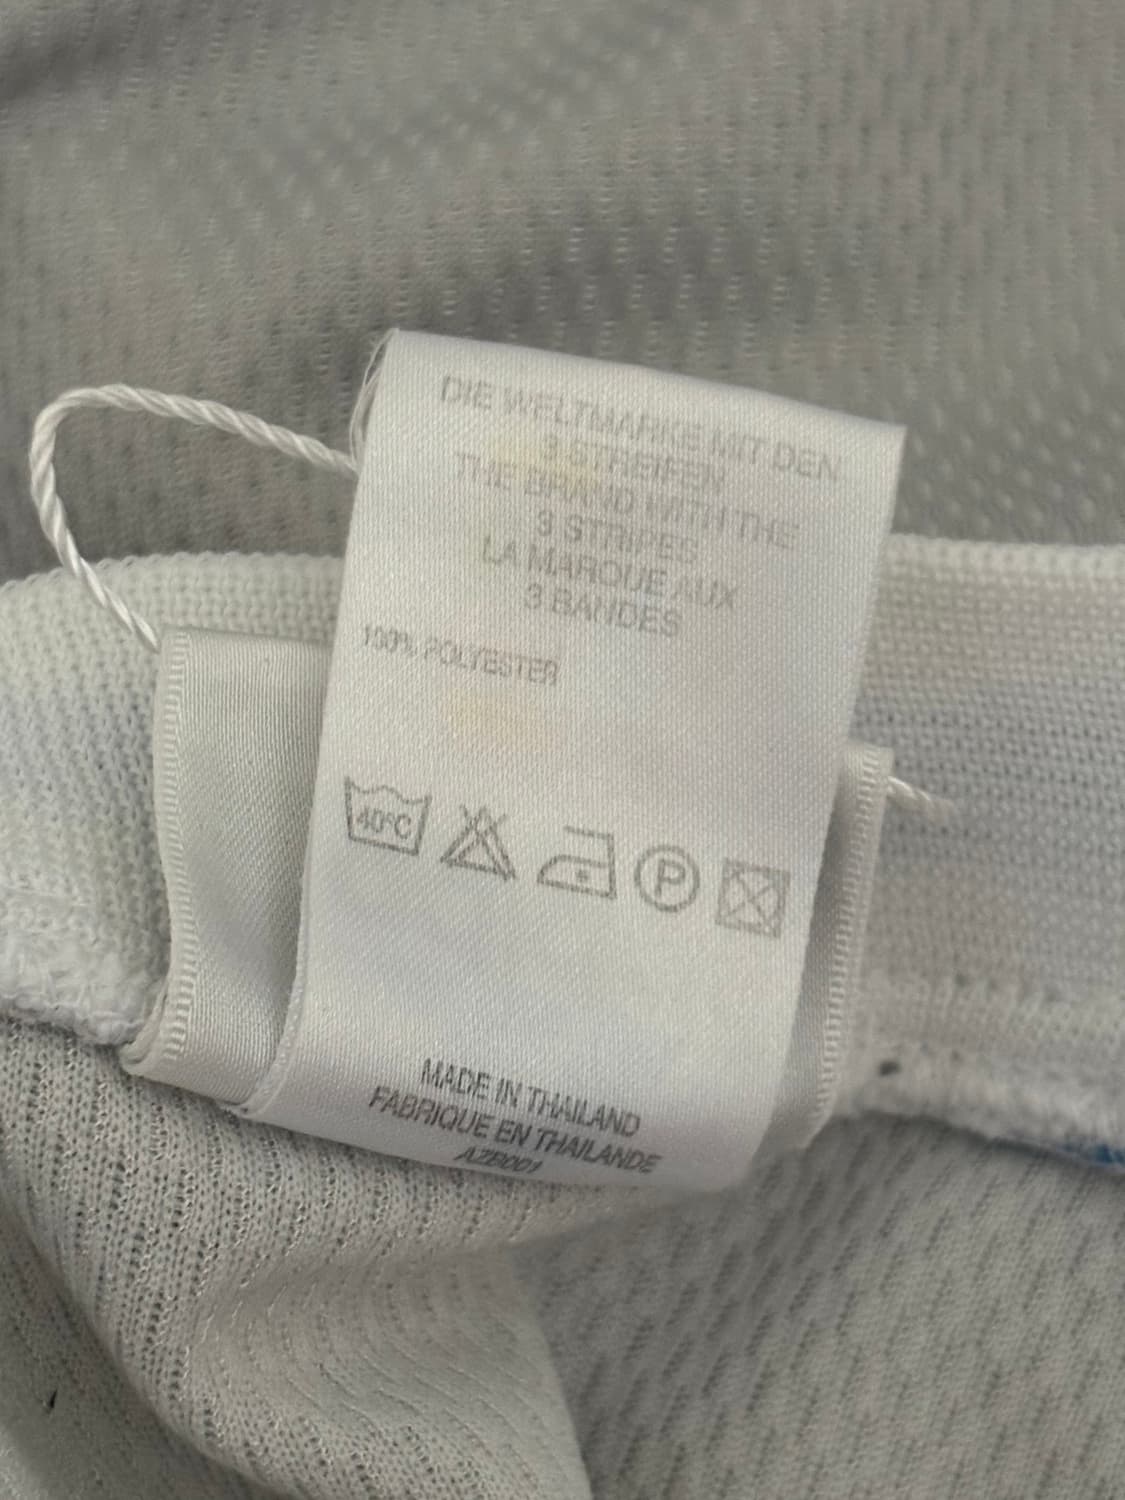 DIE WELTMARKE MIT DEN
3 STREIFEN
THE BRAND WITH THE
3 STRIPES
LA MARQUE AUX
3 BANDES
100% POLYESTER
40°C
P
MADE IN THAILAND
FABRIQUE EN THAILANDE
AZB001